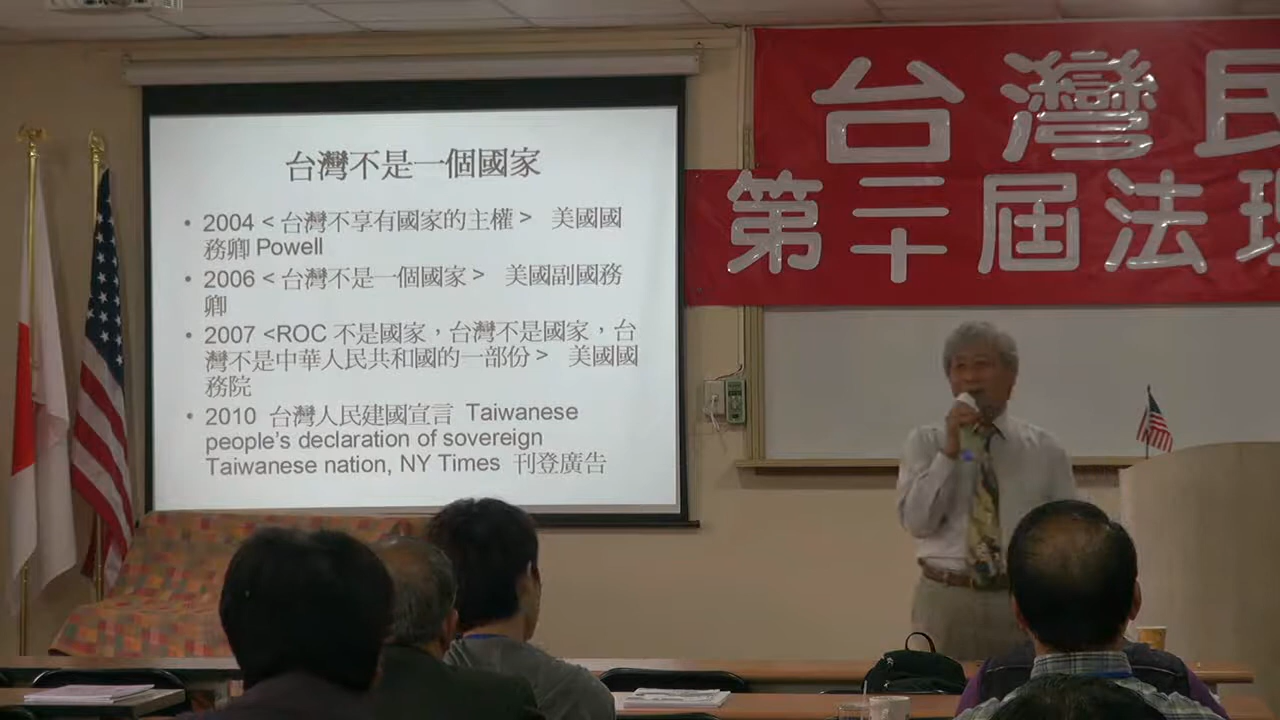 台灣不是一個國家
• 2004 < 台灣不享有國家的主權 > 美國國
務卿 Powell
• 2006 < 台灣不是一個國家 > 美國副國務
卿
• 2007 <ROC 不是國家，台灣不是國家，台
灣不是中華人民共和國的一部份 > 美國國
務院
• 2010 台灣人民建國宣言 Taiwanese
people's declaration of sovereign
Taiwanese nation, NY Times 刊登廣告
台灣民
第二十屆法理